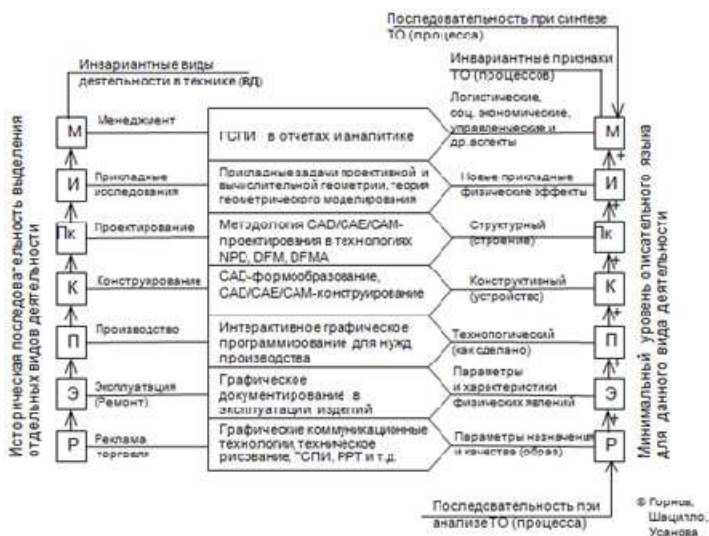 Последовательность при синтезе
ТО (процесса)
Инвариантные виды
деятельности в технике (ВД)
Инвариантные признаки
ТО (процессов)
Историческая последовательность выделения
отдельных видов деятельности
М
Менеджмент
ГСПИ в отчетах и аналитике
Логистические,
соц. экономические,
управленческие и
др. аспекты
М
+
И
Прикладные
исследования
Прикладные задачи проективной и
вычислительной геометрии, теория
геометрического моделирования
Новые прикладные
физические эффекты
И
+
Пк
Проектирование
Методология CAD/CAE/CAM-
проектирования в технологиях
NPD, DFM, DFMA
Структурный
(строение)
Пк
+
К
Конструирование
CAD-формообразование,
CAD/CAE/CAM-конструирование
Конструктивный
(устройство)
К
+
П
Производство
Интерактивное графическое
программирование для нужд
производства
Технологический
(как сделано)
П
+
Э
Эксплуатация
(Ремонт)
Графическое
документирование в
эксплуатации изделий
Параметры
и характеристики
физических явлений
Э
+
Р
Реклама
торговля
Графические коммуникационные
технологии, техническое
рисование, ГСПИ, PPT и т.д.
Параметры назначения
и качества (образ)
Р
Минимальный уровень описательного языка
для данного вида деятельности
Последовательность при
анализе ТО (процесса)
© Горнов,
Шацилло,
Усанова